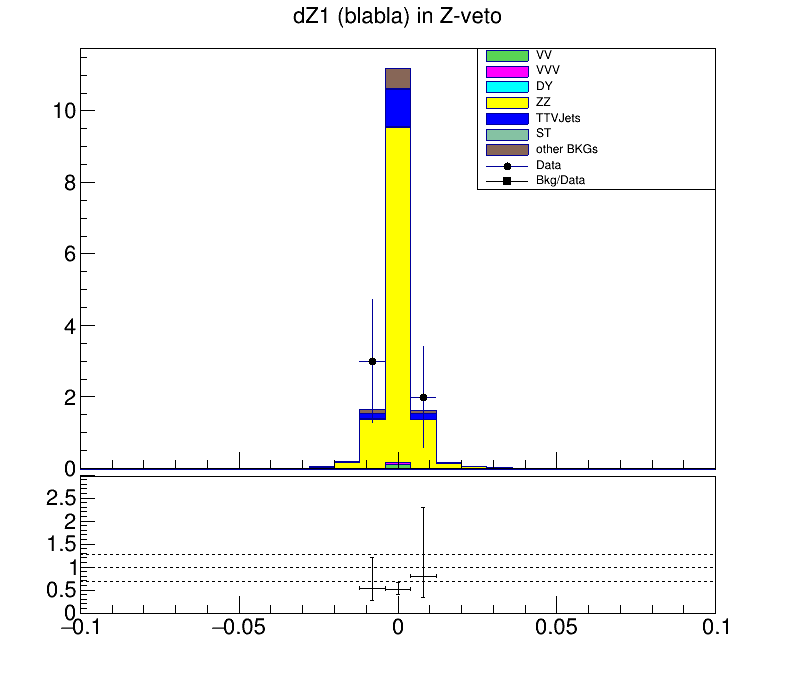 dZ1 (blabla) in Z-veto
VV
VVV
DY
ZZ
TTVJets
ST
other BKGs
Data
Bkg/Data
10
8
6
4
2
0
2.5
2
1.5
1
0.5
0
−0.1 −0.05 0 0.05 0.1